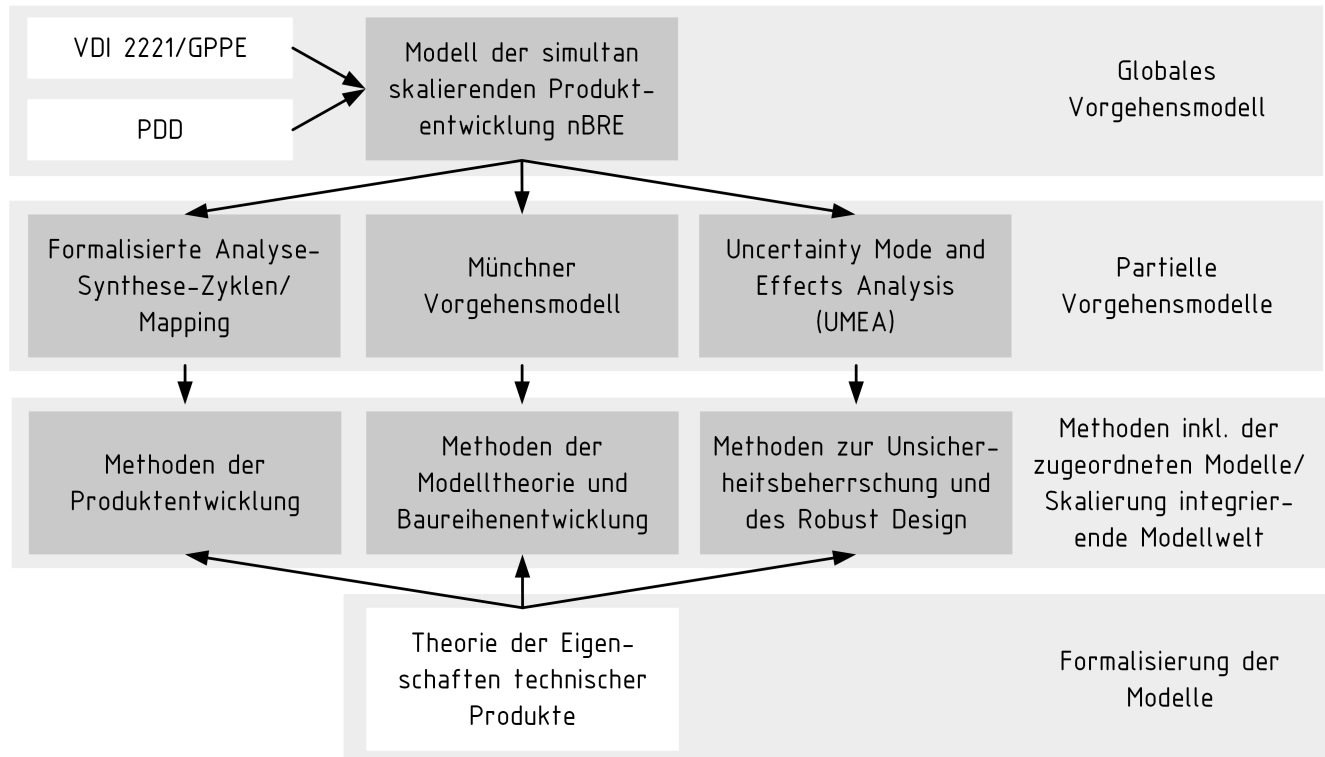 VDI 2221/GPPE
PDD
Modell der simultan
skalierenden Produkt-
entwicklung nBRE
Globales
Vorgehensmodell
Formalisierte Analyse-
Synthese-Zyklen/
Mapping
Münchner
Vorgehensmodell
Uncertainty Mode and
Effects Analysis
(UMEA)
Partielle
Vorgehensmodelle
Methoden der
Produktentwicklung
Methoden der
Modelltheorie und
Baureihenentwicklung
Methoden zur Unsicher-
heitsbeherrschung und
des Robust Design
Methoden inkl. der
zugeordneten Modelle/
Skalierung integrier-
ende Modellwelt
Theorie der Eigen-
schaften technischer
Produkte
Formalisierung der
Modelle